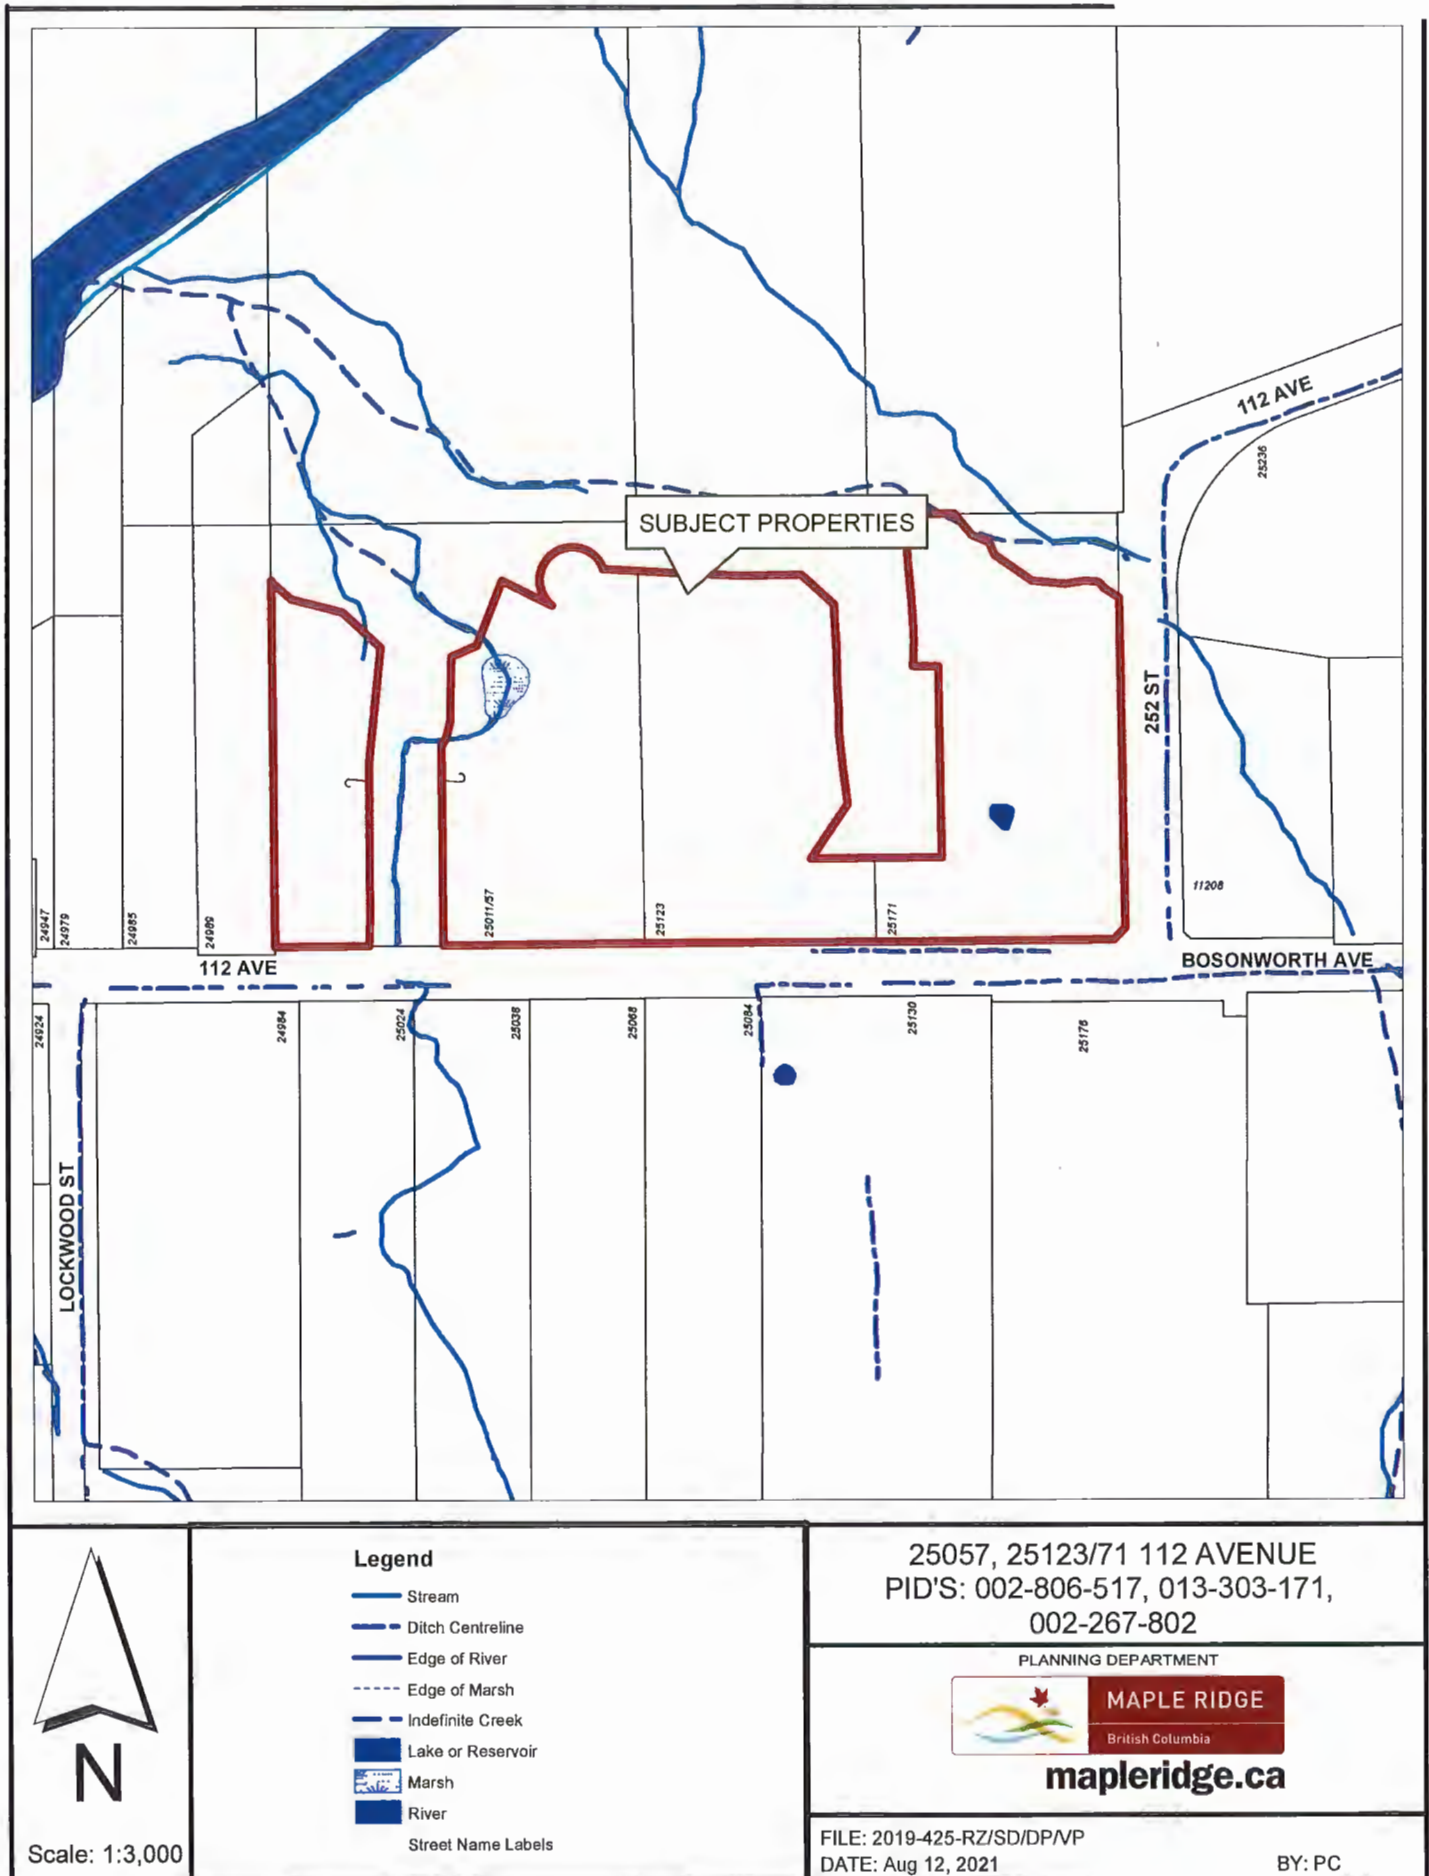 112 AVE
25236
SUBJECT PROPERTIES
252 ST
24947
24979
24985
24989
25011/57
25123
25171
11208
112 AVE
BOSONWORTH AVE
24924
24984
25024
25038
25068
25084
25130
25176
LOCKWOOD ST
N
Scale: 1:3,000
Legend
Stream
Ditch Centreline
Edge of River
Edge of Marsh
Indefinite Creek
Lake or Reservoir
Marsh
River
Street Name Labels
25057, 25123/71 112 AVENUE
PID'S: 002-806-517, 013-303-171,
002-267-802
PLANNING DEPARTMENT
MAPLE RIDGE
British Columbia
mapleridge.ca
FILE: 2019-425-RZ/SD/DP/VP
DATE: Aug 12, 2021
BY: PC